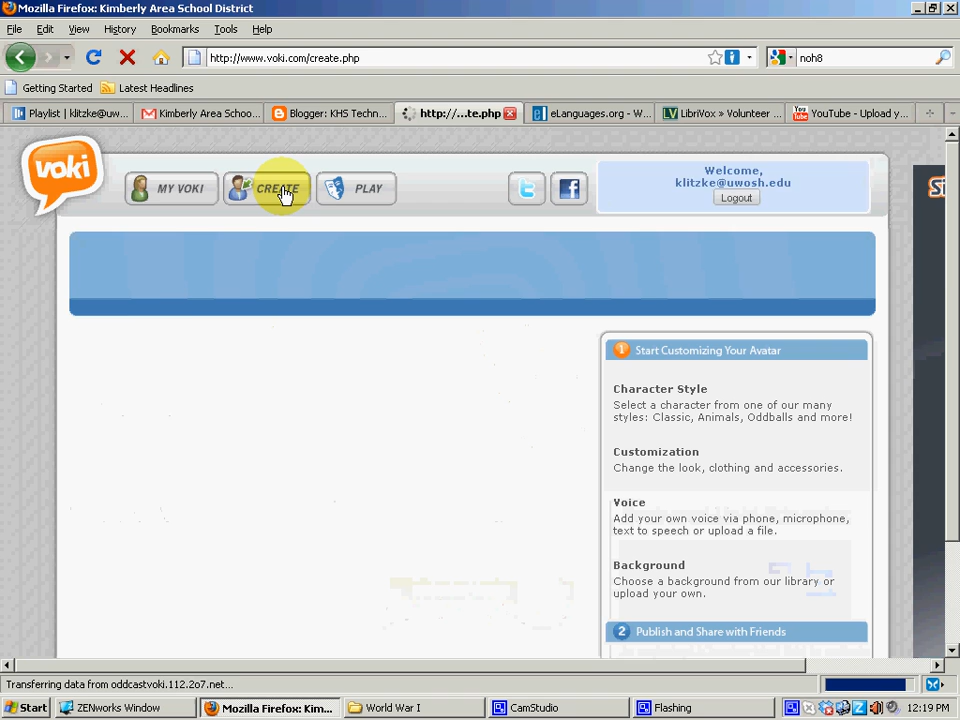 Mozilla Firefox: Kimberly Area School District
File Edit View History Bookmarks Tools Help
http://www.voki.com/create.php
noh8
Getting Started Latest Headlines
Playlist | klitzke@uw... Kimberly Area Schoo... Blogger: KHS Techn... http://...te.php eLanguages.org - W... LibriVox » Volunteer ... YouTube - Upload y...
voki
MY VOKI CREATE PLAY
Welcome,
klitzke@uwosh.edu
Logout
1 Start Customizing Your Avatar
Character Style
Select a character from one of our many
styles: Classic, Animals, Oddballs and more!
Customization
Change the look, clothing and accessories.
Voice
Add your own voice via phone, microphone,
text to speech or upload a file.
Background
Choose a background from our library or
upload your own.
2 Publish and Share with Friends
Transferring data from oddcastvoki.112.2o7.net...
Start ZENworks Window Mozilla Firefox: Kim... World War I CamStudio Flashing 12:19 PM